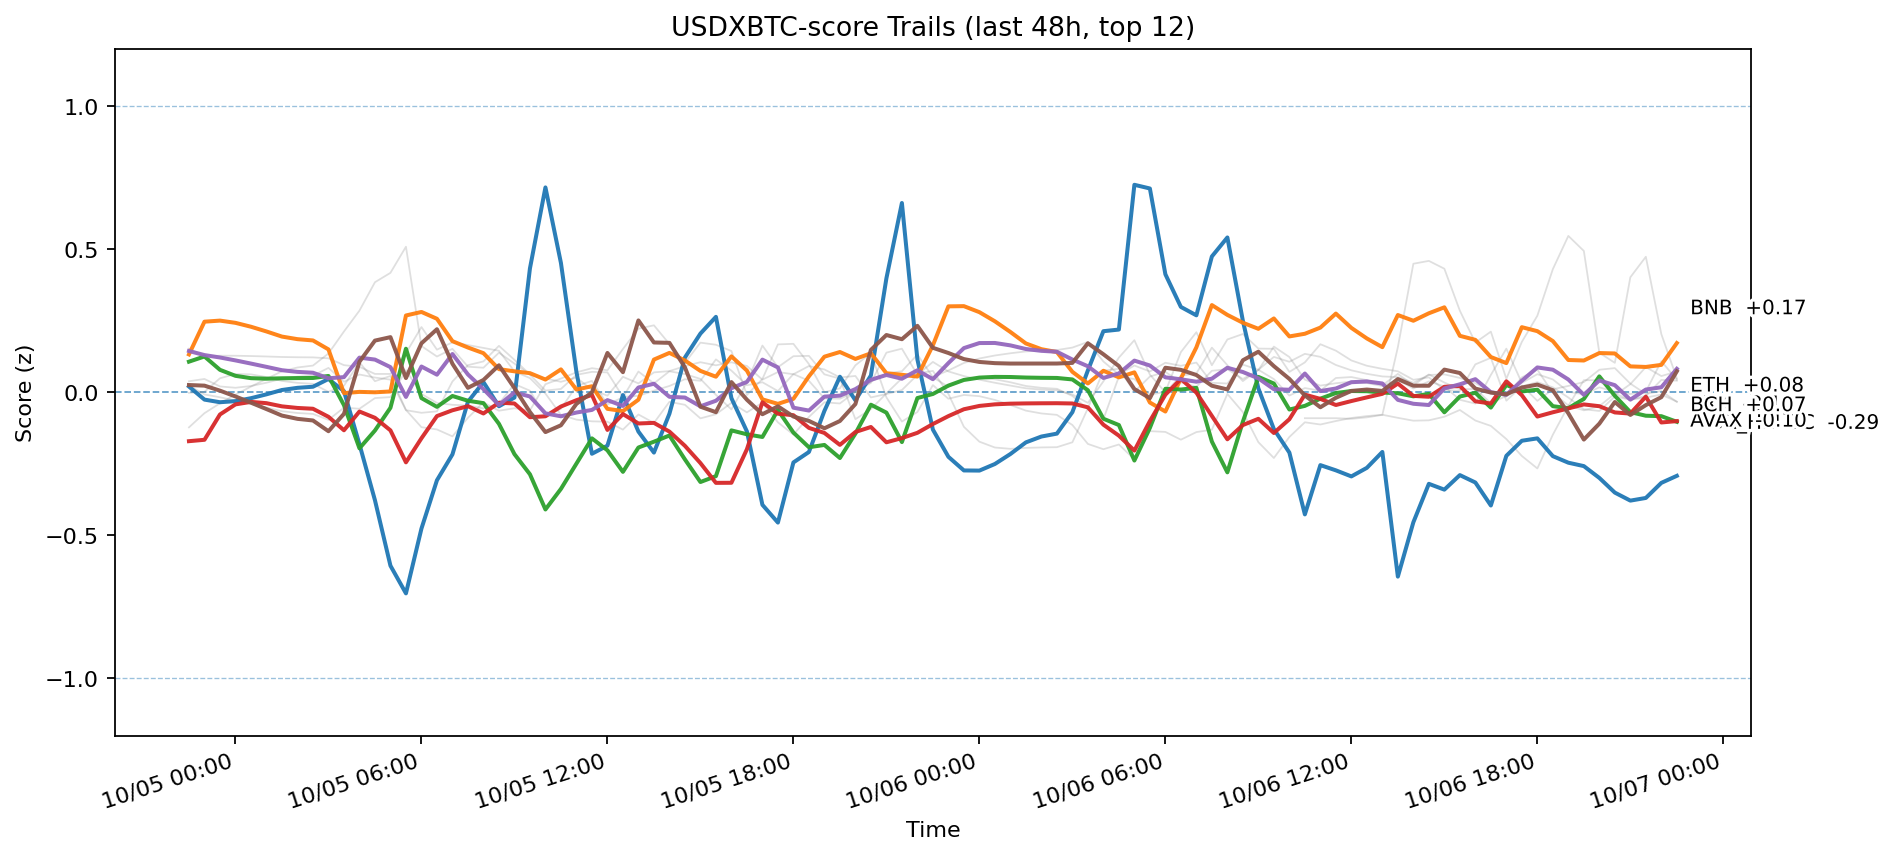 USDXBTC-score Trails (last 48h, top 12)
Score (z)
1.0
0.5
0.0
−0.5
−1.0
BNB +0.17
ETH +0.08
BCH +0.07
AVAX -0.10
-0.29
10/05 00:00
10/05 06:00
10/05 12:00
10/05 18:00
10/06 00:00
10/06 06:00
10/06 12:00
10/06 18:00
10/07 00:00
Time